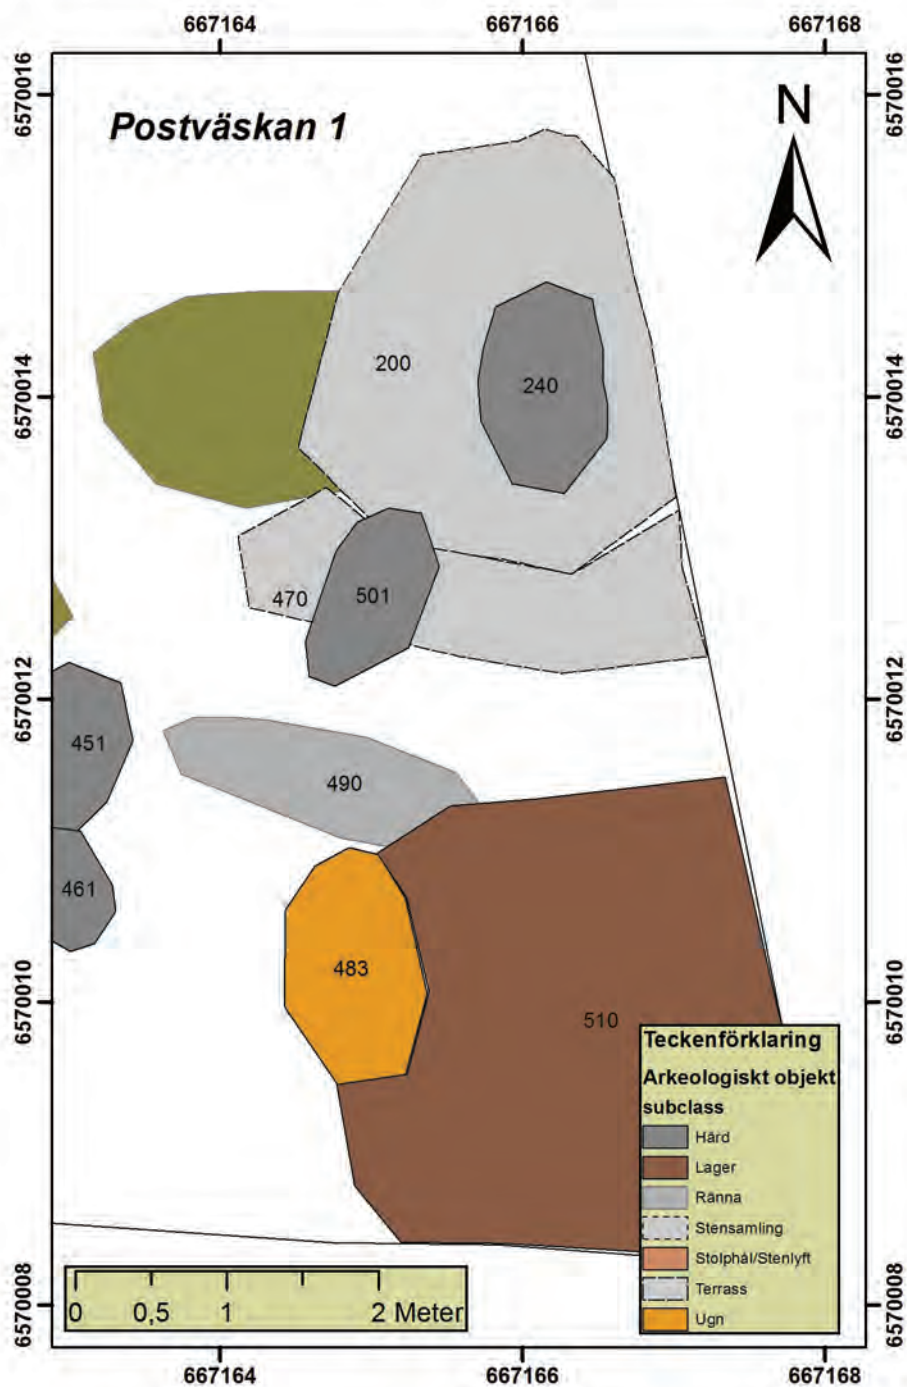 667164 667166 667168
6570016 6570016
Postväskan 1
N
200
240
6570014 6570014
501
470
6570012 6570012
451
490
461
483
6570010 6570010
510
Teckenförklaring
Arkeologiskt objekt
subclass
Härd
Lager
Ränna
Stensamling
Stolphål/Stenlyft
Terrass
Ugn
0 0,5 1 2 Meter
6570008 6570008
667164 667166 667168